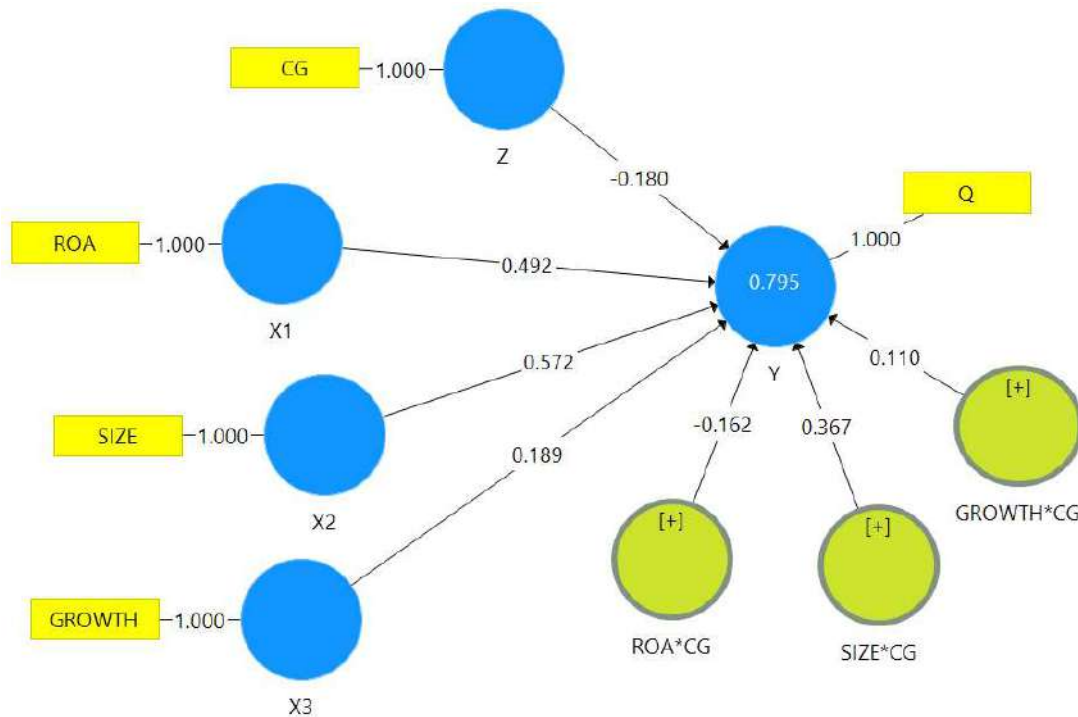 CG
1.000
Z
-0.180
Q
1.000
ROA
1.000
X1
0.492
0.795
Y
0.572
0.110
[+]
GROWTH*CG
SIZE
1.000
X2
0.189
-0.162
0.367
[+]
ROA*CG
[+]
SIZE*CG
GROWTH
1.000
X3